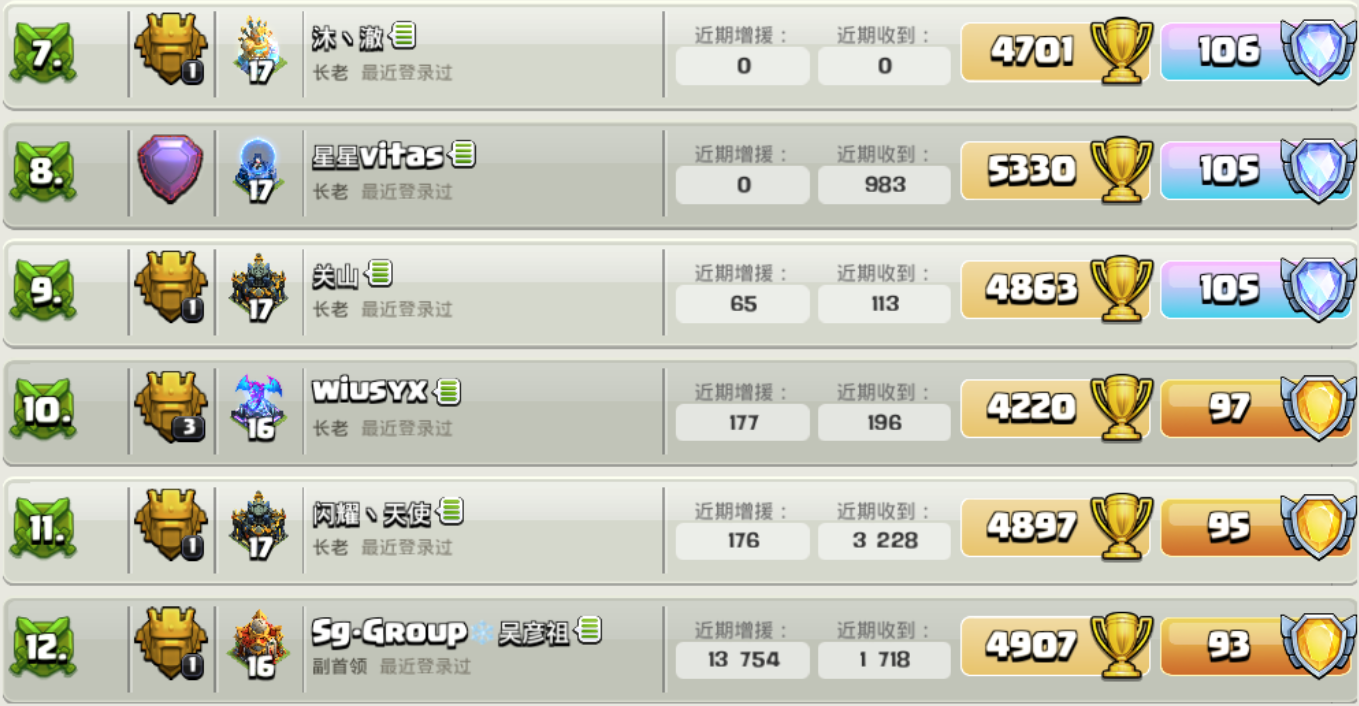 7. 1 17 沐丶澈 近期增援： 近期收到： 4701 106
长老 最近登录过 0 0
8. 17 星星vitas 近期增援： 近期收到： 5330 105
长老 最近登录过 0 983
9. 1 17 关山 近期增援： 近期收到： 4863 105
长老 最近登录过 65 113
10. 3 16 wiusyx 近期增援： 近期收到： 4220 97
长老 最近登录过 177 196
11. 1 17 闪耀丶天使 近期增援： 近期收到： 4897 95
长老 最近登录过 176 3 228
12. 1 16 Sg·Group❄吴彦祖 近期增援： 近期收到： 4907 93
副首领 最近登录过 13 754 1 718